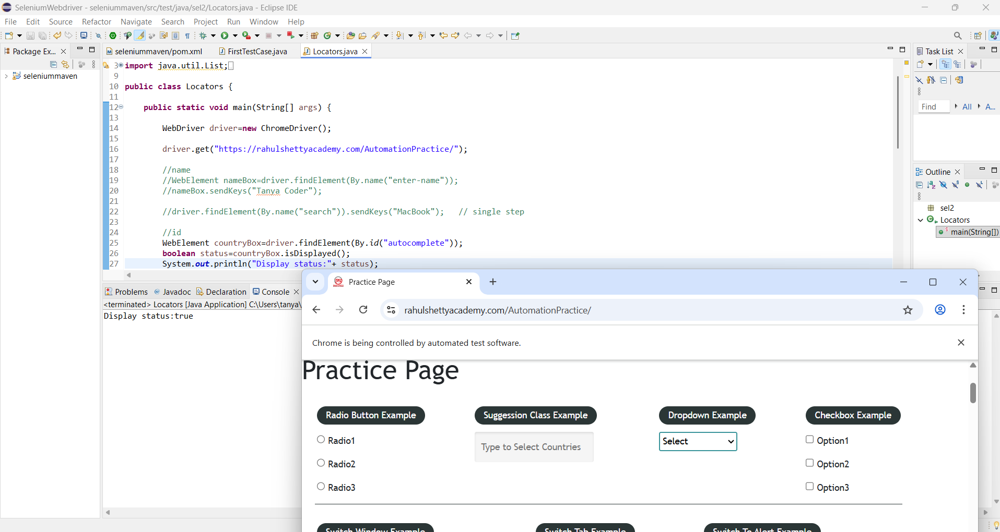 SeleniumWebdriver - seleniummaven/src/test/java/sel2/Locators.java - Eclipse IDE
File Edit Source Refactor Navigate Search Project Run Window Help
Package Ex...
seleniummaven
seleniummaven/pom.xml FirstTestCase.java Locators.java
3 import java.util.List;
9
10 public class Locators {
11
12 public static void main(String[] args) {
13
14 WebDriver driver=new ChromeDriver();
15
16 driver.get("https://rahulshettyacademy.com/AutomationPractice/");
17
18 //name
19 //WebElement nameBox=driver.findElement(By.name("enter-name"));
20 //nameBox.sendKeys("Tanya Coder");
21
22 //driver.findElement(By.name("search")).sendKeys("MacBook"); // single step
23
24 //id
25 WebElement countryBox=driver.findElement(By.id("autocomplete"));
26 boolean status=countryBox.isDisplayed();
27 System.out.println("Display status:"+ status);
Task List
Find All A...
Outline
sel2
Locators
main(String[])
Problems Javadoc Declaration Console
<terminated> Locators [Java Application] C:\Users\tanya\
Display status:true
Practice Page
rahulshettyacademy.com/AutomationPractice/
Chrome is being controlled by automated test software.
Practice Page
Radio Button Example Suggession Class Example Dropdown Example Checkbox Example
Radio1 Type to Select Countries Select Option1
Radio2 Option2
Radio3 Option3
Switch Window Example Switch Tab Example Switch To Alert Example